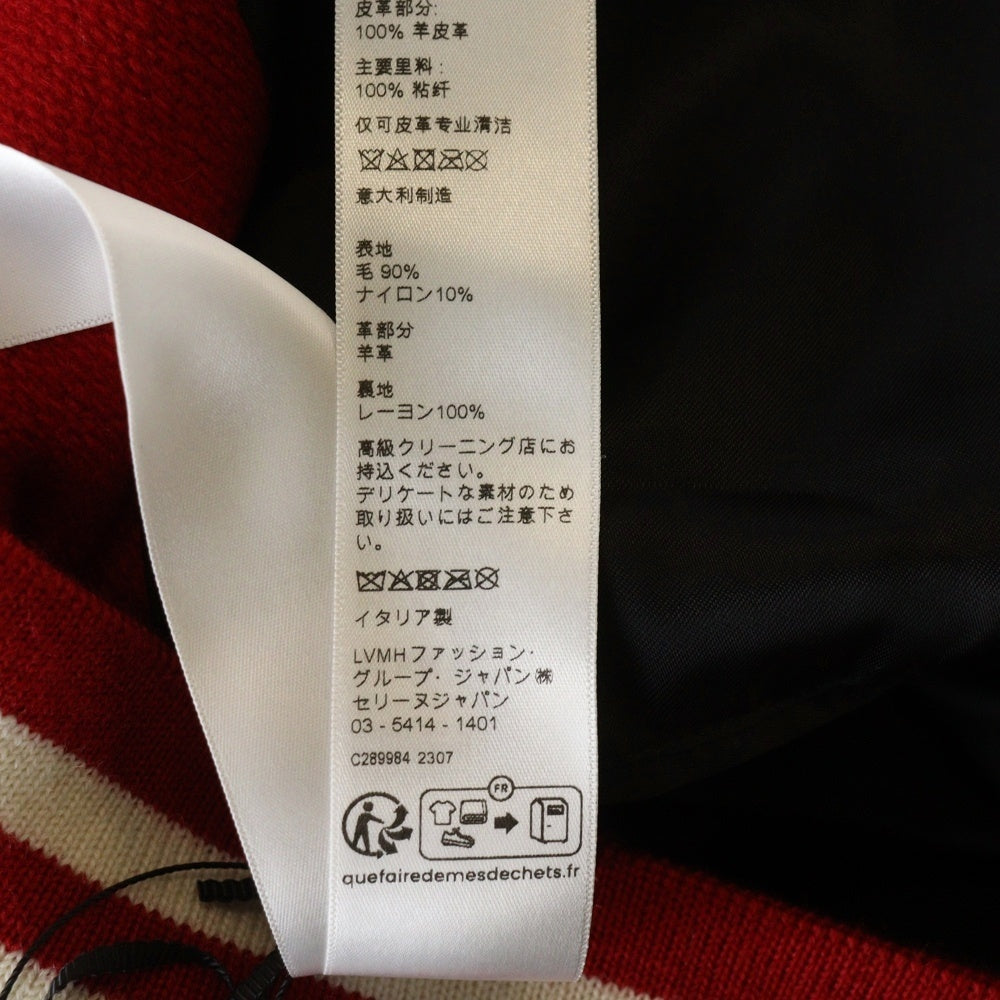 皮革部分:
100% 羊皮革
主要里料 :
100% 粘纤
仅可皮革专业清洁
意大利制造
表地
毛 90%
ナイロン10%
革部分
羊革
裏地
レーヨン100%
高級クリーニング店にお
持込ください。
デリケートな素材のため
取り扱いにはご注意下さ
い。
イタリア製
LVMHファッション・
グループ・ジャパン㈱
セリーヌジャパン
03 - 5414 - 1401
C289984 2307
FR
quefairedemesdechets.fr